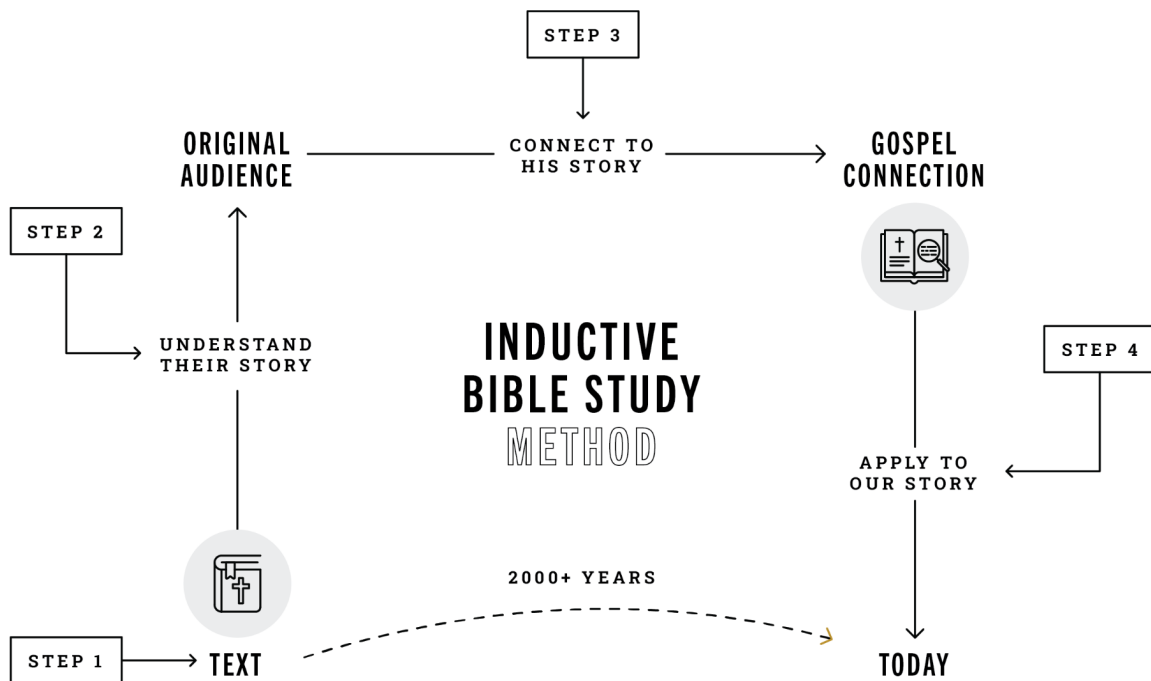 STEP 3
ORIGINAL
AUDIENCE
CONNECT TO
HIS STORY
GOSPEL
CONNECTION
STEP 2
UNDERSTAND
THEIR STORY
INDUCTIVE
BIBLE STUDY
METHOD
STEP 4
APPLY TO
OUR STORY
2000+ YEARS
STEP 1
TEXT
TODAY